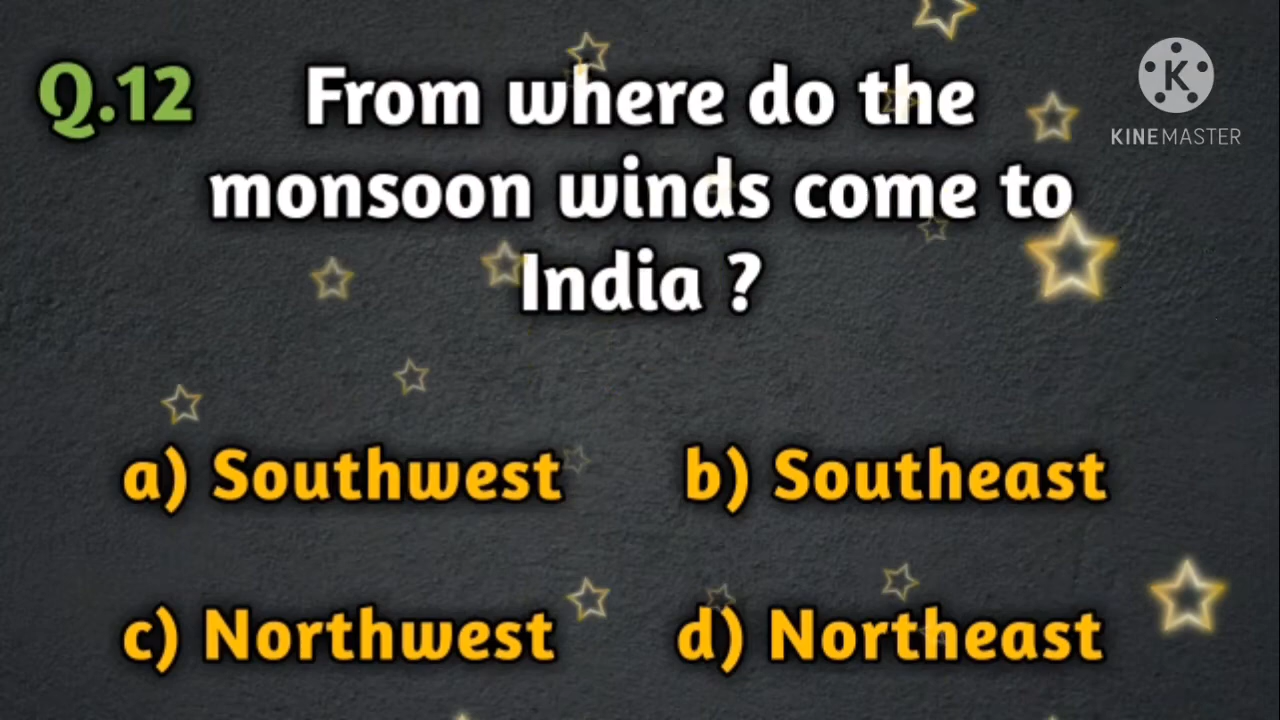 Q.12 From where do the
monsoon winds come to
India ?
K
KINEMASTER
a) Southwest b) Southeast
c) Northwest d) Northeast